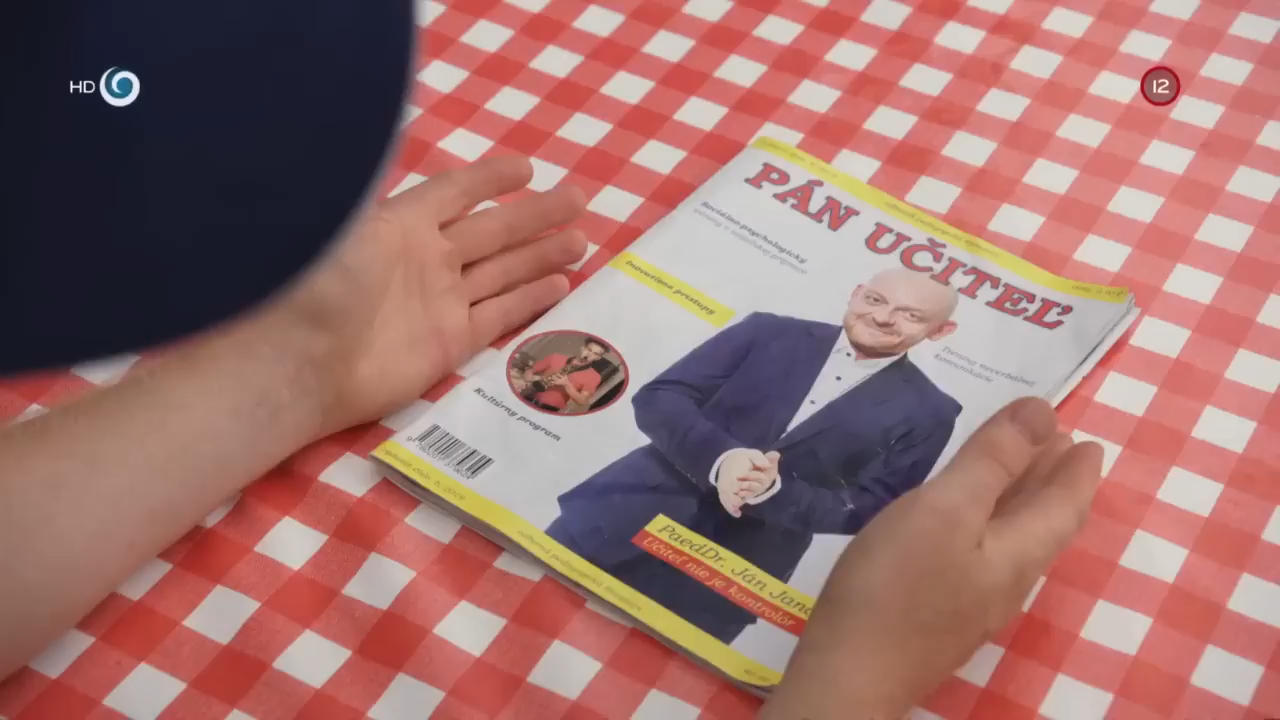 HD
12
PÁN UČITEĽ
Sociálno-psychologický
Inovatívne prístupy
Tréning neverbálnej
komunikácie
Kultúrny program
PaedDr. Ján
Učiteľ nie je kontrolór